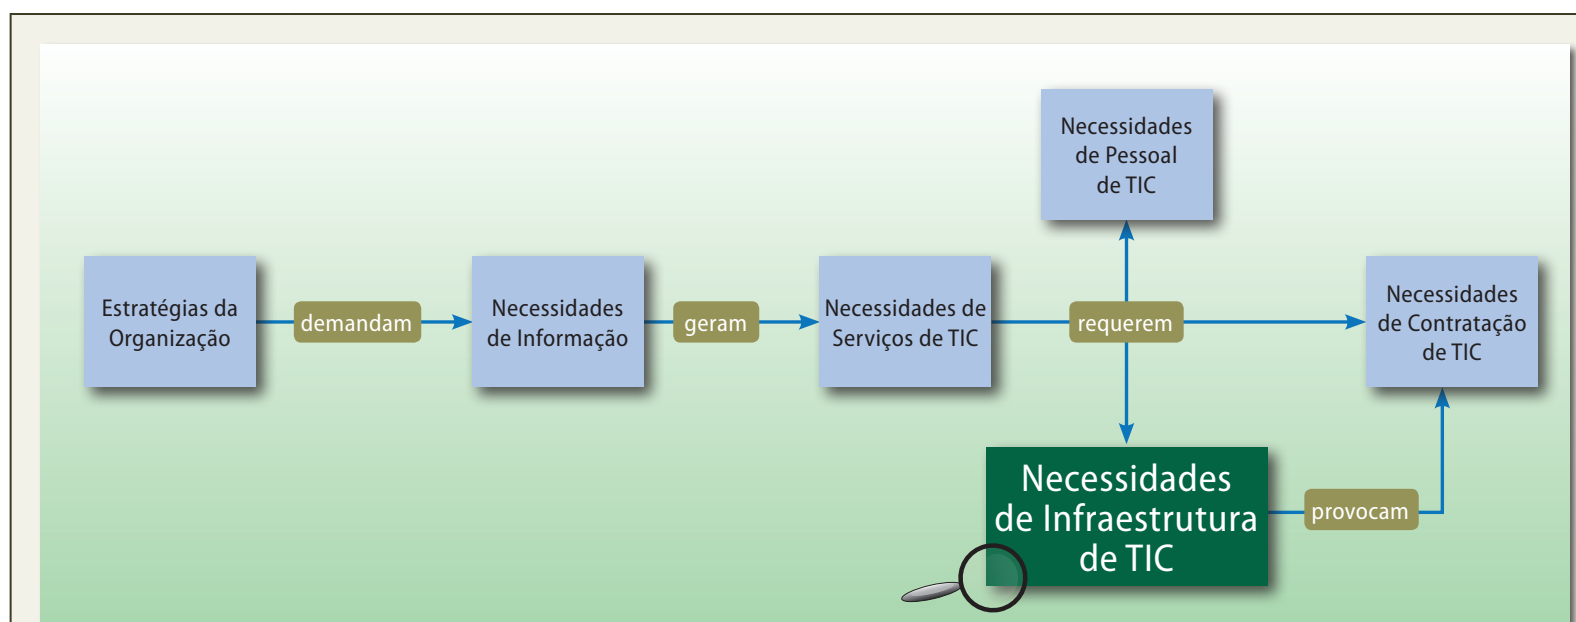 Necessidades
de Pessoal
de TIC
Estratégias da
Organização
demandam
Necessidades
de Informação
geram
Necessidades de
Serviços de TIC
requerem
Necessidades
de Contratação
de TIC
Necessidades
de Infraestrutura
de TIC
provocam